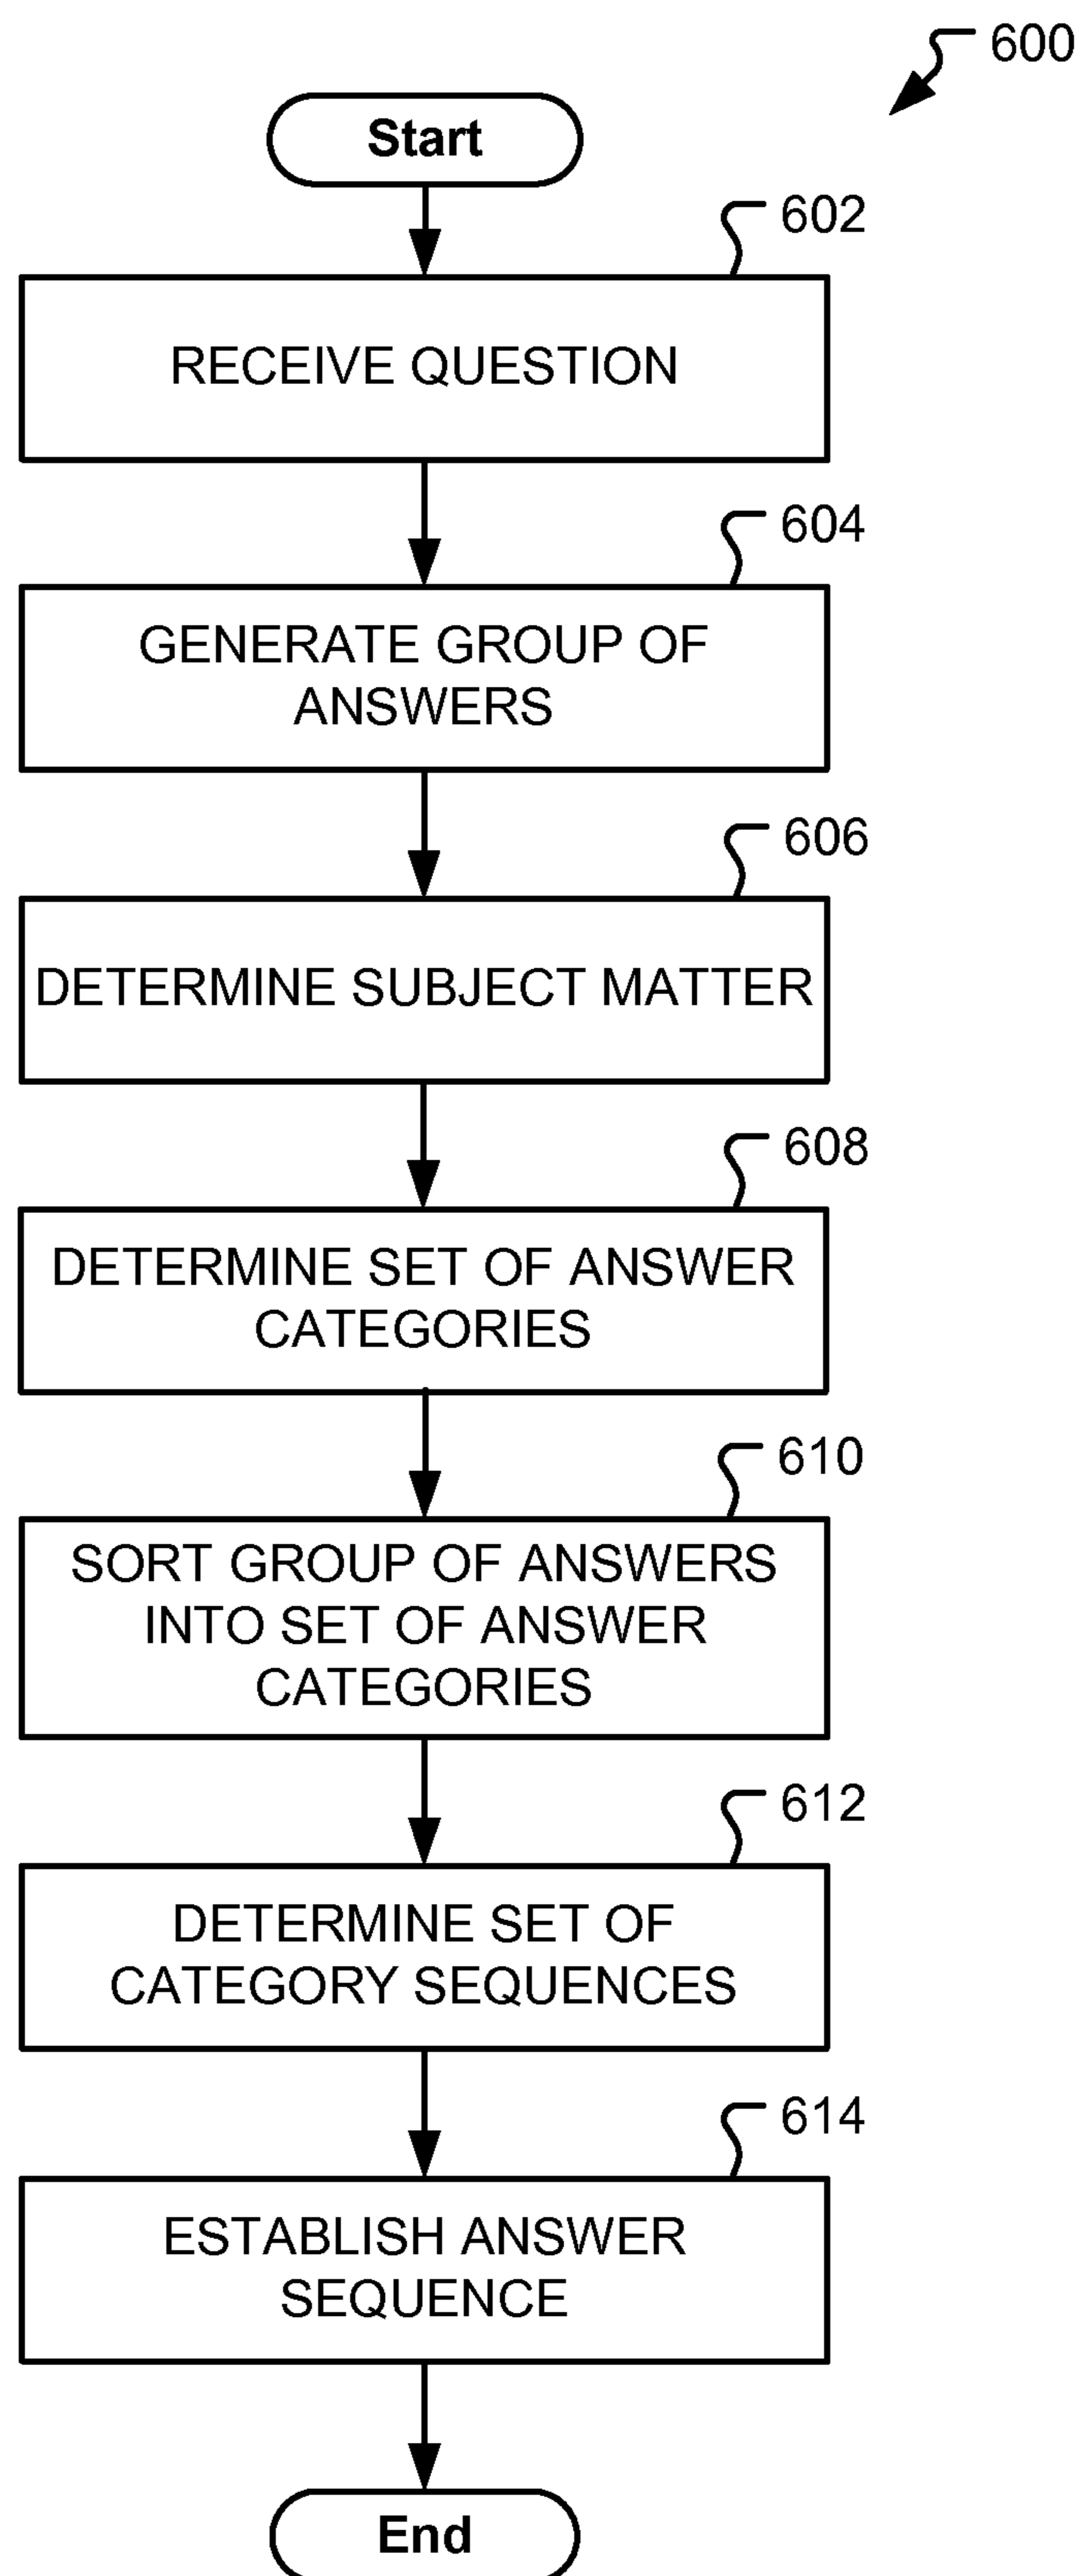 600
Start
602
RECEIVE QUESTION
604
GENERATE GROUP OF
ANSWERS
606
DETERMINE SUBJECT MATTER
608
DETERMINE SET OF ANSWER
CATEGORIES
610
SORT GROUP OF ANSWERS
INTO SET OF ANSWER
CATEGORIES
612
DETERMINE SET OF
CATEGORY SEQUENCES
614
ESTABLISH ANSWER
SEQUENCE
End